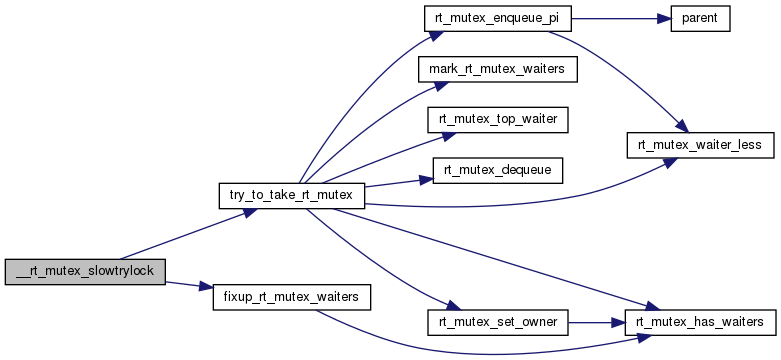 rt_mutex_enqueue_pi
parent
mark_rt_mutex_waiters
rt_mutex_top_waiter
rt_mutex_waiter_less
rt_mutex_dequeue
try_to_take_rt_mutex
__rt_mutex_slowtrylock
fixup_rt_mutex_waiters
rt_mutex_set_owner
rt_mutex_has_waiters